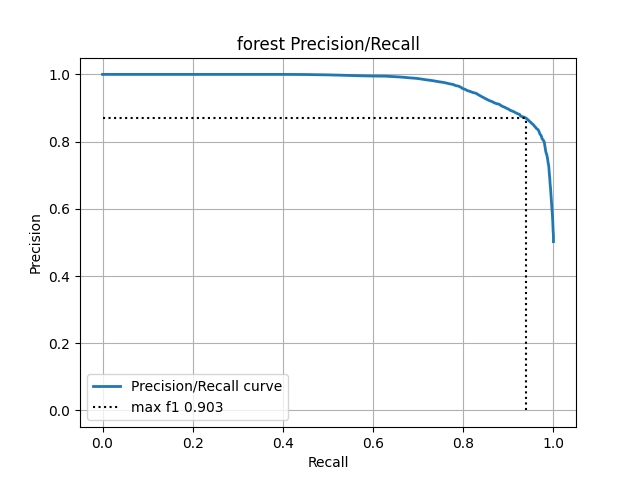 forest Precision/Recall
1.0
0.8
0.6
0.4
0.2
0.0
Precision
Precision/Recall curve
max f1 0.903
0.0 0.2 0.4 0.6 0.8 1.0
Recall